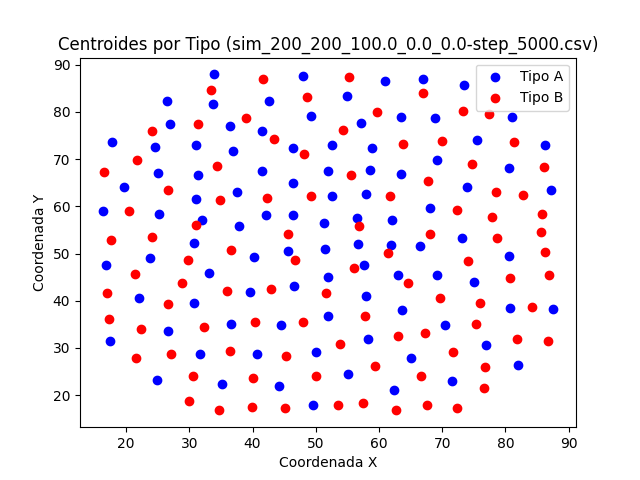 Centroides por Tipo (sim_200_200_100.0_0.0_0.0-step_5000.csv)
Tipo A
Tipo B
90
80
70
60
50
40
30
20
Coordenada Y
20 30 40 50 60 70 80 90
Coordenada X